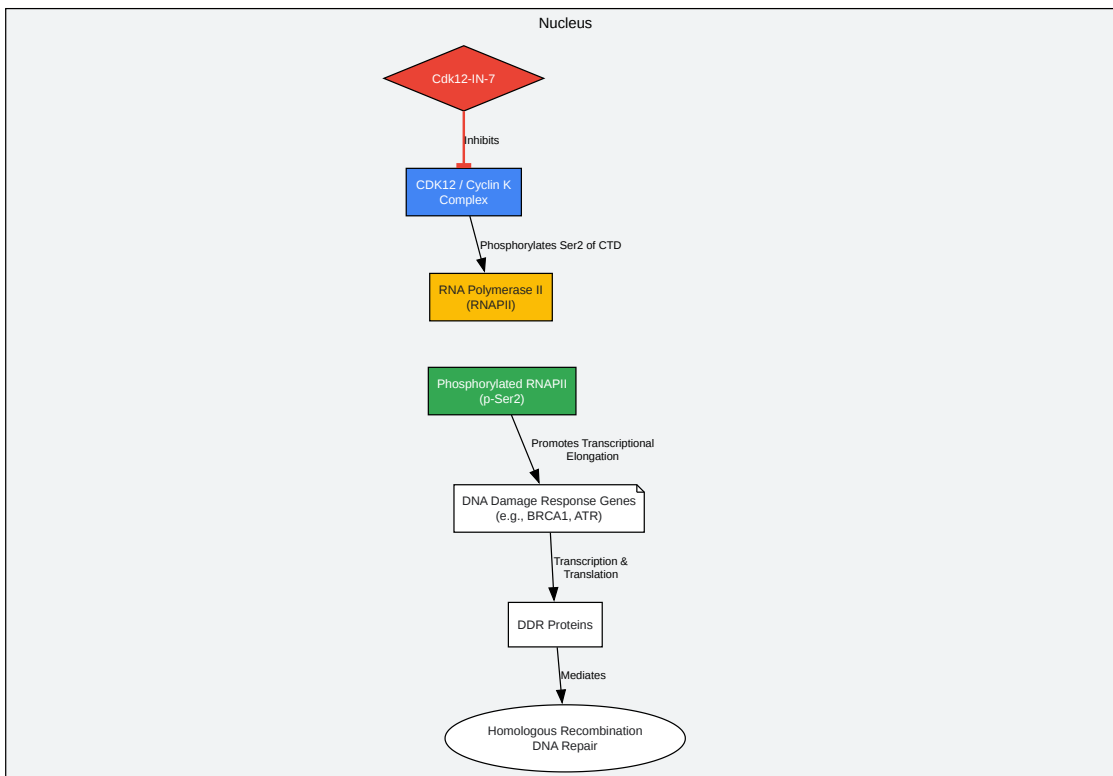 Nucleus
Cdk12-IN-7
Inhibits
CDK12 / Cyclin K
Complex
Phosphorylates Ser2 of CTD
RNA Polymerase II
(RNAPII)
Phosphorylated RNAPII
(p-Ser2)
Promotes Transcriptional
Elongation
DNA Damage Response Genes
(e.g., BRCA1, ATR)
Transcription &
Translation
DDR Proteins
Mediates
Homologous Recombination
DNA Repair